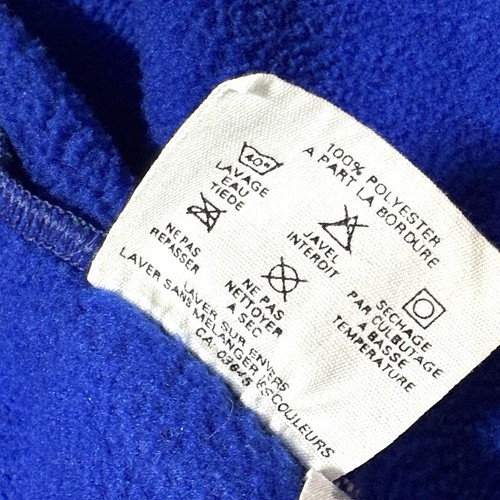 100% POLYESTER
A PART LA BORDURE
40°
LAVAGE
EAU
TIEDE
JAVEL
INTERDIT
SECHAGE
PAR CULBUTAGE
A BASSE
TEMPERATURE
NE PAS
REPASSER
NE PAS
NETTOYER
A SEC
LAVER SUR ENVERS
LAVER SANS MELANGER LES COULEURS
CA 03645